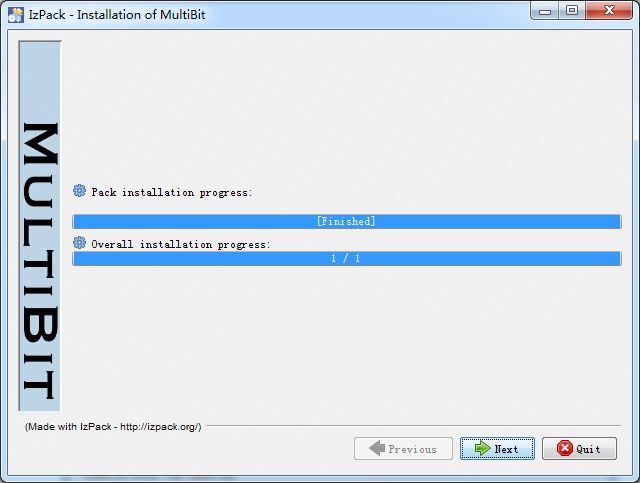 IzPack - Installation of MultiBit
MULTIBIT
Pack installation progress:
[Finished]
Overall installation progress:
1 / 1
(Made with IzPack - http://izpack.org/)
Previous
Next
Quit